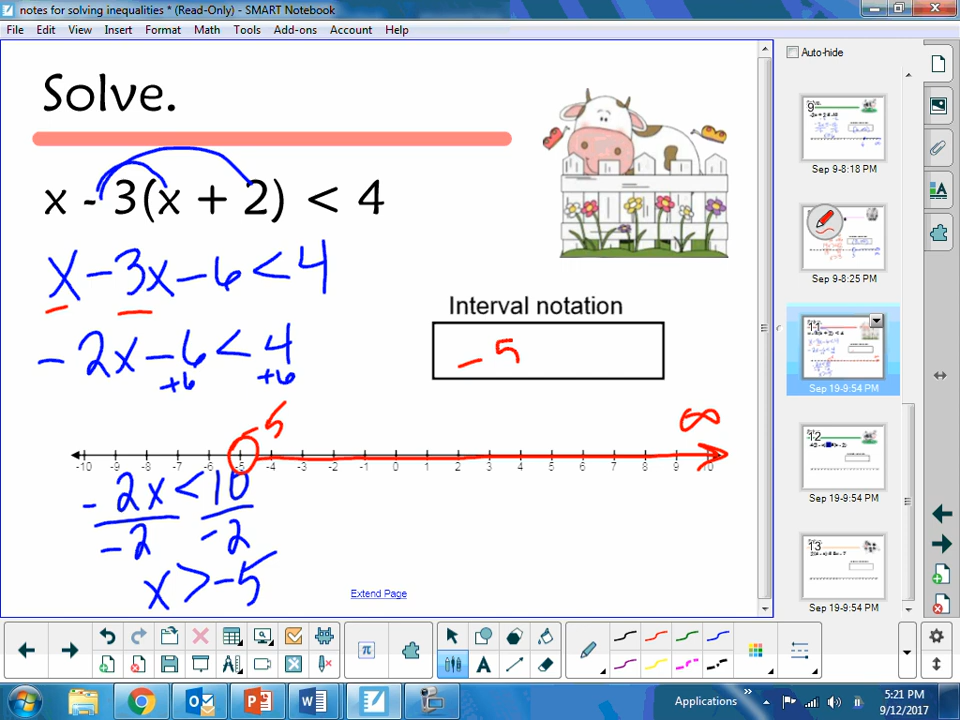 notes for solving inequalities * (Read-Only) - SMART Notebook
File Edit View Insert Format Math Tools Add-ons Account Help
Auto-hide
Solve.
x - 3(x + 2) < 4
x - 3x - 6 < 4
- 2x - 6 < 4
+6 +6
Interval notation
- 5
-5 ∞
-10 -9 -8 -7 -6 -5 -4 -3 -2 -1 0 1 2 3 4 5 6 7 8 9 10
- 2x < 10
-2 -2
x > -5
Extend Page
9
Sep 9-8:18 PM
Sep 9-8:25 PM
11
Sep 19-9:54 PM
12
Sep 19-9:54 PM
13
Sep 19-9:54 PM
Applications
5:21 PM
9/12/2017